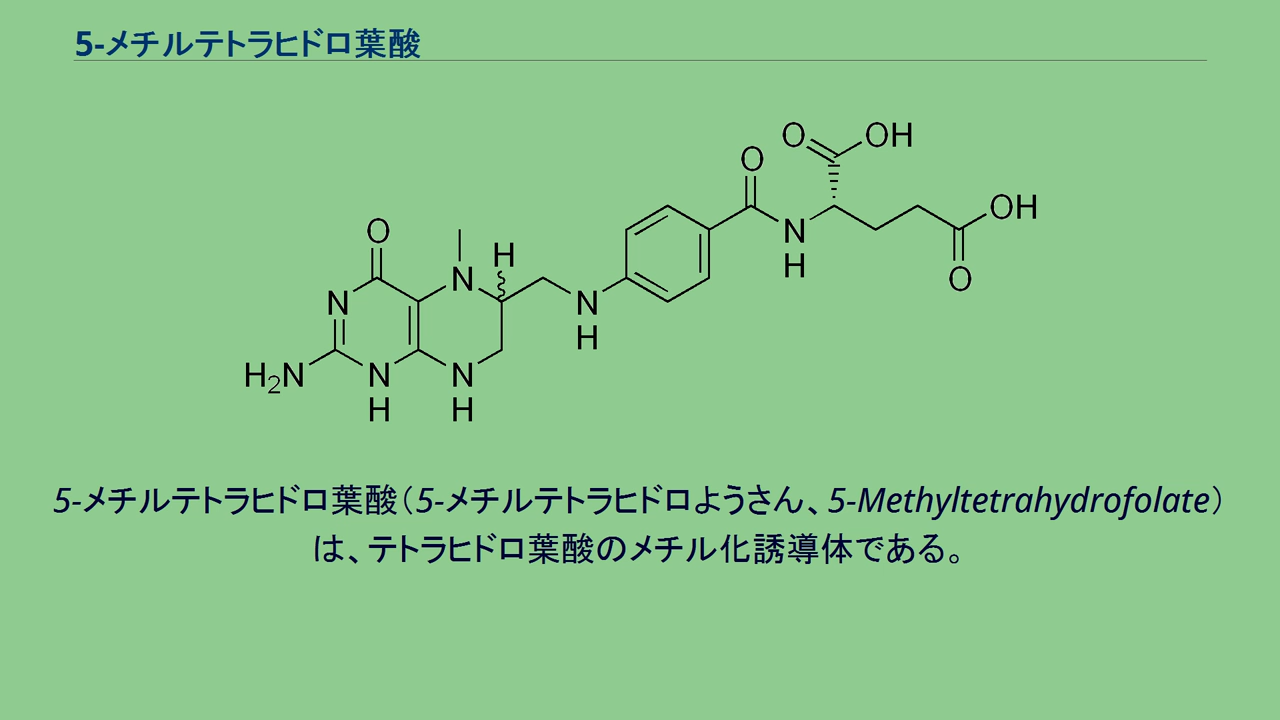 5-メチルテトラヒドロ葉酸
O OH
O
OH
O H
N
H
O
N
N
N
H
H₂N N N
H H
5-メチルテトラヒドロ葉酸（5-メチルテトラヒドロようさん、5-Methyltetrahydrofolate）
は、テトラヒドロ葉酸のメチル化誘導体である。